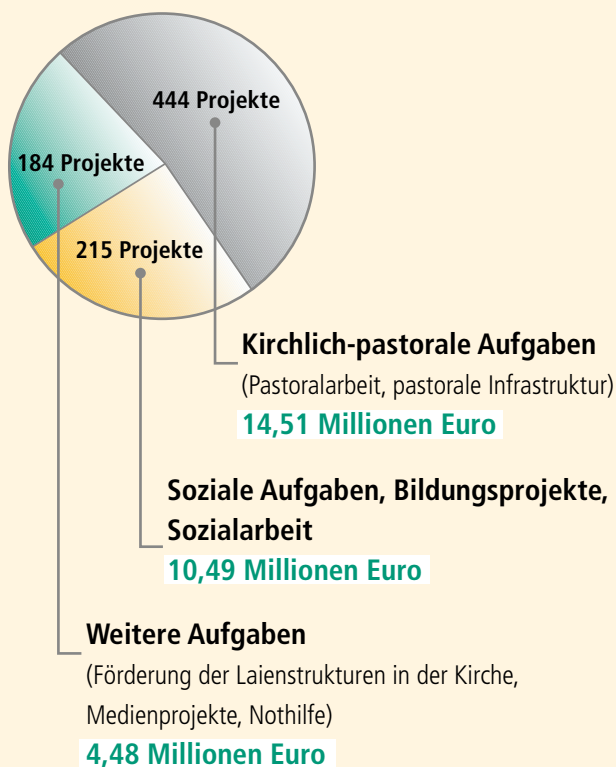 444 Projekte
184 Projekte
215 Projekte
Kirchlich-pastorale Aufgaben
(Pastoralarbeit, pastorale Infrastruktur)
14,51 Millionen Euro
Soziale Aufgaben, Bildungsprojekte,
Sozialarbeit
10,49 Millionen Euro
Weitere Aufgaben
(Förderung der Laienstrukturen in der Kirche,
Medienprojekte, Nothilfe)
4,48 Millionen Euro